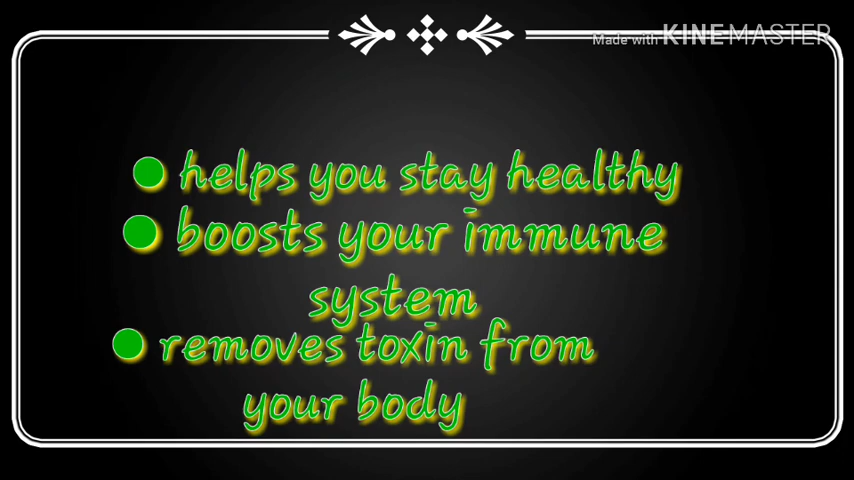 Made with KINEMASTER
● helps you stay healthy
● boosts your immune
system
● removes toxin from
your body